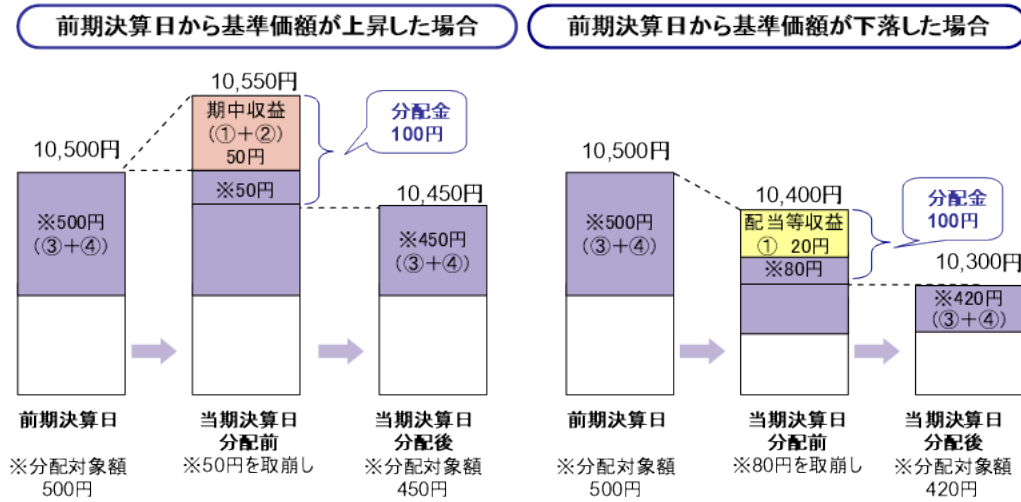 前期決算日から基準価額が上昇した場合
10,550円
期中収益
(①+②)
50円
分配金
100円
10,500円
※50円
10,450円
※500円
(③+④)
※450円
(③+④)
前期決算日
当期決算日
分配前
当期決算日
分配後
※分配対象額
500円
※50円を取崩し
※分配対象額
450円
前期決算日から基準価額が下落した場合
10,500円
10,400円
分配金
100円
※500円
(③+④)
配当等収益
① 20円
※80円
10,300円
※420円
(③+④)
前期決算日
当期決算日
分配前
当期決算日
分配後
※分配対象額
500円
※80円を取崩し
※分配対象額
420円